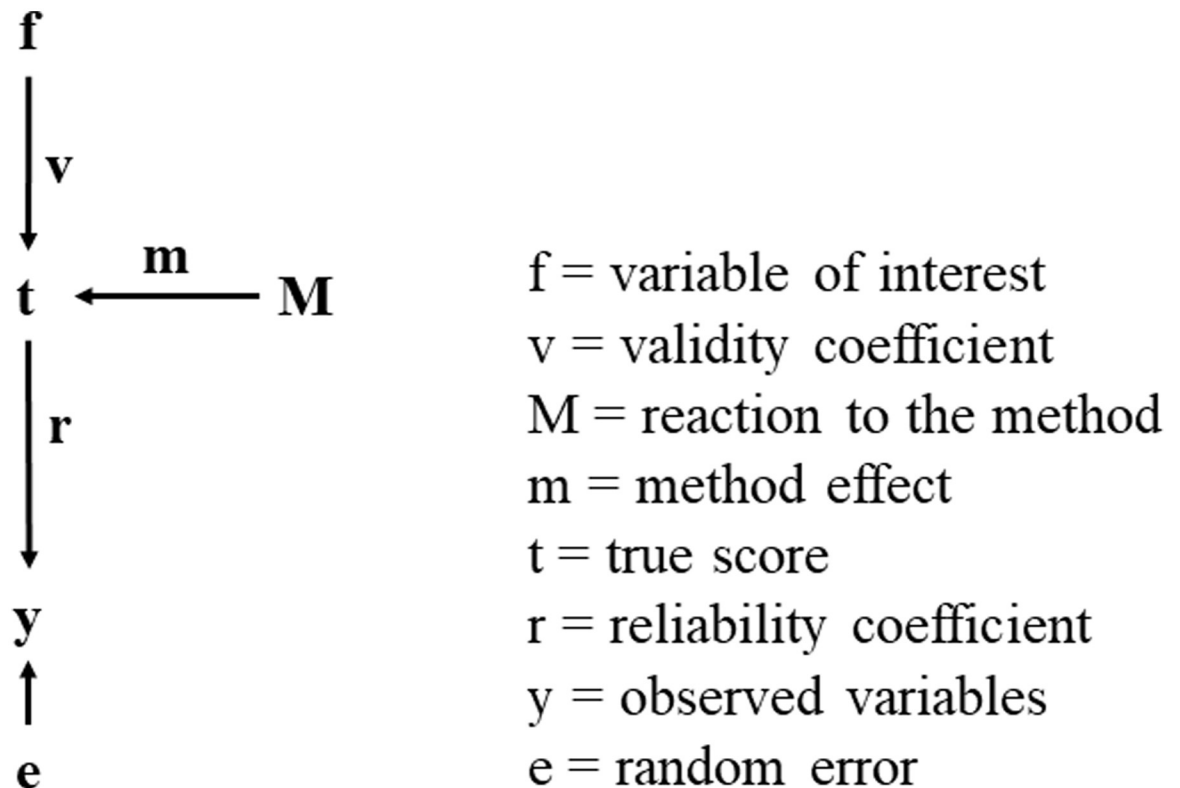 f
v
m
t
M
r
y
e
f = variable of interest
v = validity coefficient
M = reaction to the method
m = method effect
t = true score
r = reliability coefficient
y = observed variables
e = random error